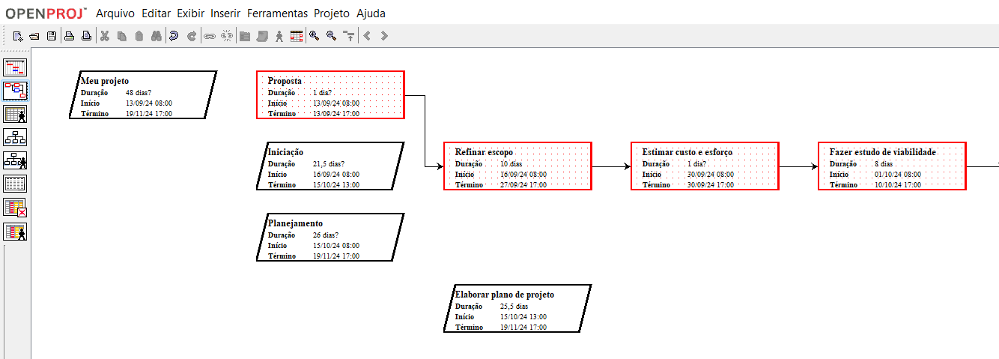 OPENPROJ™ Arquivo Editar Exibir Inserir Ferramentas Projeto Ajuda
Meu projeto
Duração 48 dias?
Início 13/09/24 08:00
Término 19/11/24 17:00
Proposta
Duração 1 dia?
Início 13/09/24 08:00
Término 13/09/24 17:00
Iniciação
Duração 21,5 dias?
Início 16/09/24 08:00
Término 15/10/24 13:00
Refinar escopo
Duração 10 dias
Início 16/09/24 08:00
Término 27/09/24 17:00
Estimar custo e esforço
Duração 1 dia?
Início 30/09/24 08:00
Término 30/09/24 17:00
Fazer estudo de viabilidade
Duração 8 dias
Início 01/10/24 08:00
Término 10/10/24 17:00
Planejamento
Duração 26 dias?
Início 15/10/24 08:00
Término 19/11/24 17:00
Elaborar plano de projeto
Duração 25,5 dias
Início 15/10/24 13:00
Término 19/11/24 17:00